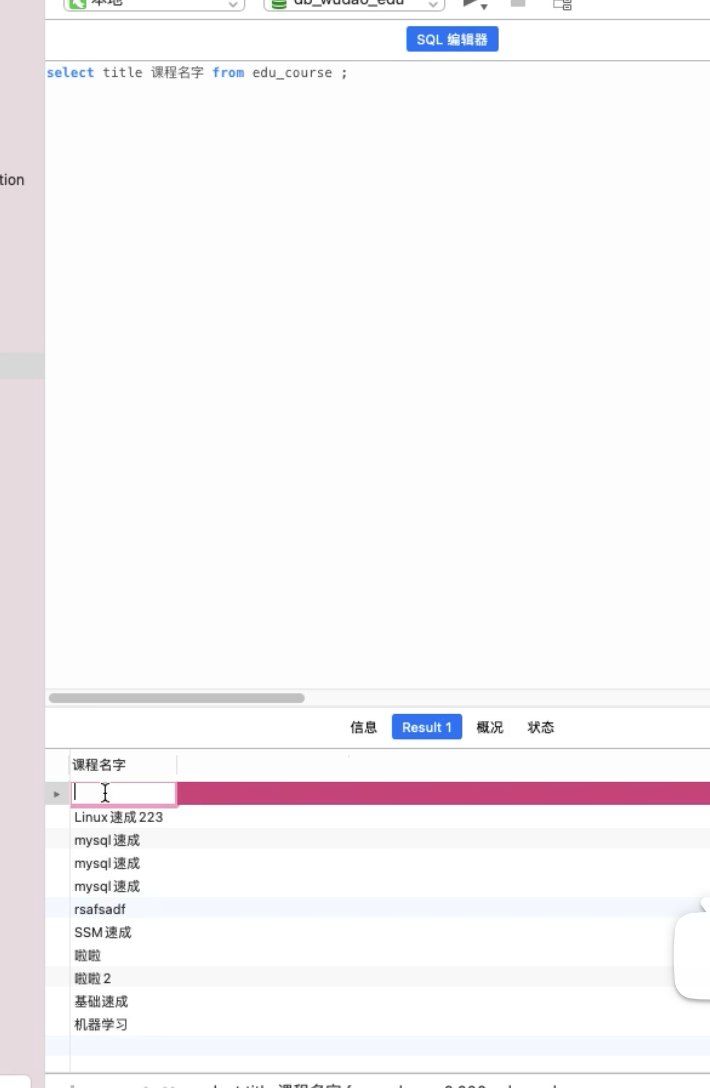 本地
db_wudao_edu
SQL 编辑器
select title 课程名字 from edu_course ;
tion
信息
Result 1
概况
状态
课程名字
Linux速成223
mysql速成
mysql速成
mysql速成
rsafsadf
SSM速成
啦啦
啦啦2
基础速成
机器学习